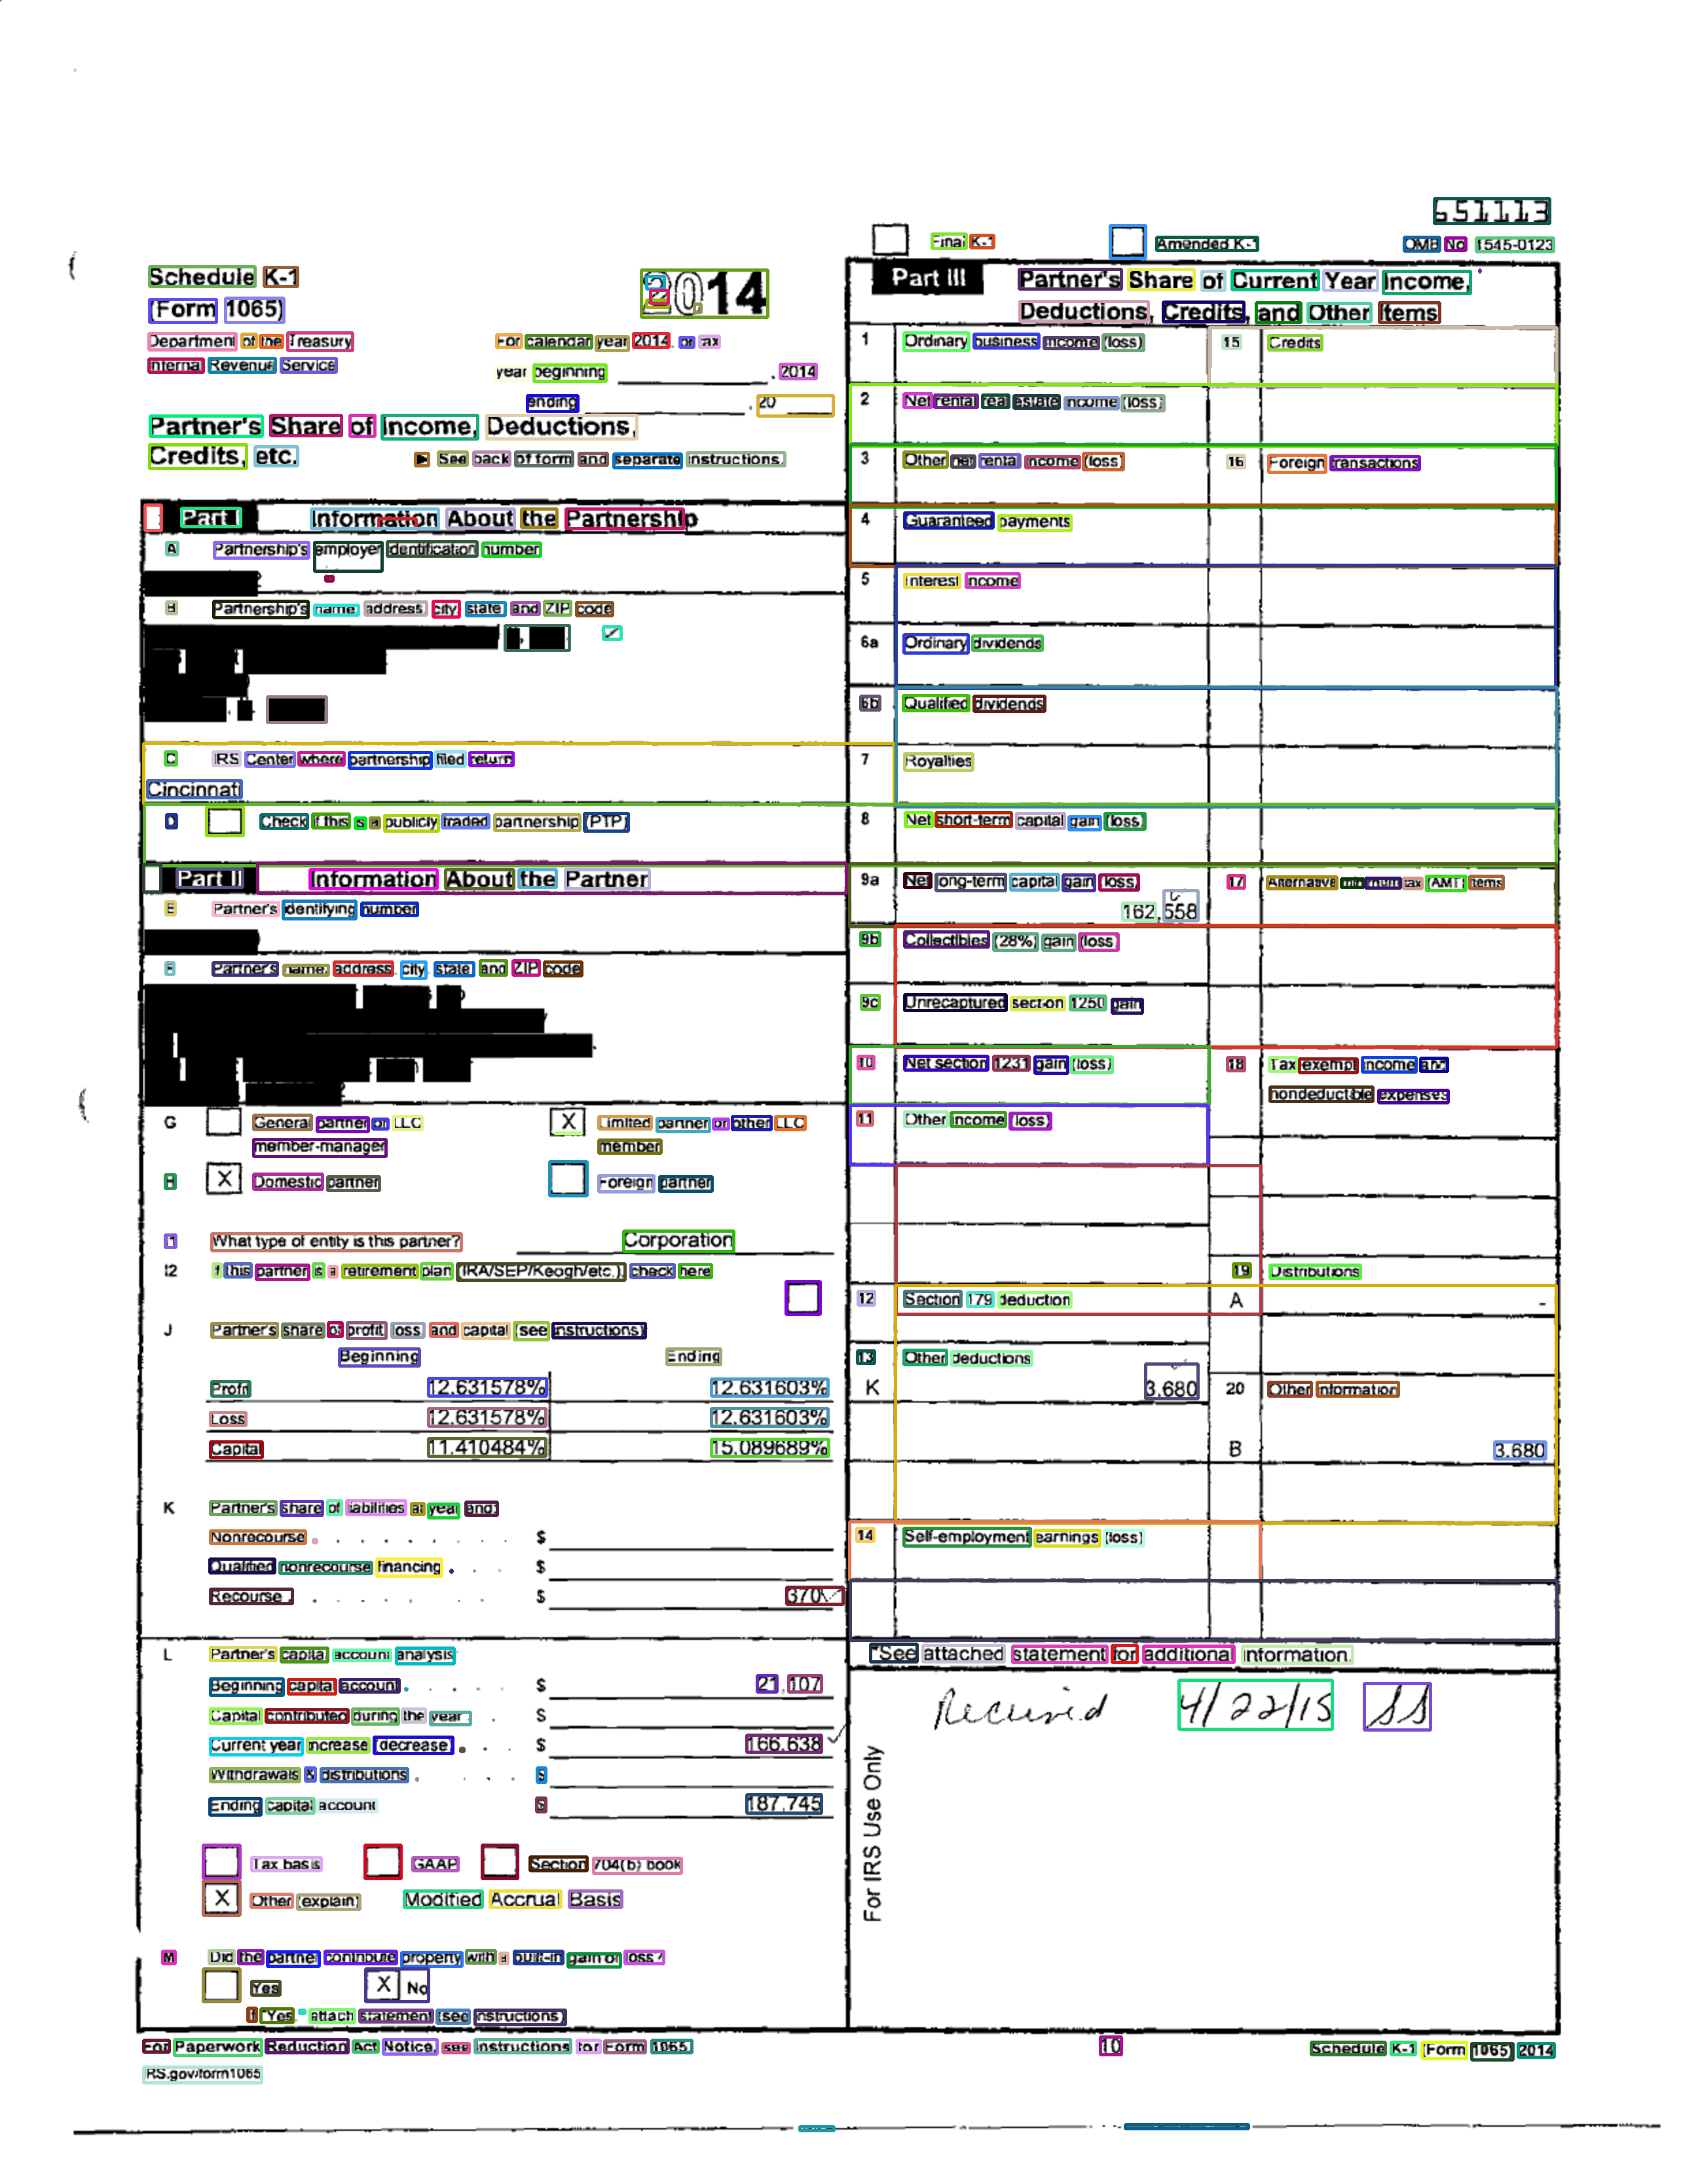 651113
Final K-1 Amended K-1 OMB No 1545-0123
Schedule K-1
(Form 1065)
2014
Department of the Treasury
Internal Revenue Service
For calendar year 2014, or tax
year beginning , 2014
ending , 20
Partner's Share of Income, Deductions,
Credits, etc.
► See back of form and separate instructions.
Part I Information About the Partnership
A Partnership's employer identification number
B Partnership's name address city state and ZIP code
C IRS Center where partnership filed return
Cincinnati
D Check if this is a publicly traded partnership (PTP)
Part II Information About the Partner
E Partner's identifying number
F Partner's name, address, city, state and ZIP code
G General partner or LLC
member-manager
X Limited partner or other LLC
member
H X Domestic partner Foreign partner
I1 What type of entity is this partner? Corporation
I2 If this partner is a retirement plan (IRA/SEP/Keogh/etc.), check here
J Partner's share of profit loss and capital (see instructions)
Beginning Ending
Profit 12.631578% 12.631603%
Loss 12.631578% 12.631603%
Capital 11.410484% 15.089689%
K Partner's share of liabilities at year end:
Nonrecourse . . . . . . . . $
Qualified nonrecourse financing . . . . $
Recourse . . . . . . . . $ 370
L Partner's capital account analysis
Beginning capital account . . . . . $ 21,107
Capital contributed during the year . $
Current year increase (decrease) . . . $ 166,638
Withdrawals & distributions . . . . $
Ending capital account $ 187,745
Tax basis GAAP Section 704(b) book
X Other (explain) Modified Accrual Basis
M Did the partner contribute property with a built-in gain or loss?
Yes X No
If "Yes," attach statement (see instructions)
Part III Partner's Share of Current Year Income,
Deductions, Credits, and Other Items
1 Ordinary business income (loss)
15 Credits
2 Net rental real estate income (loss)
3 Other net rental income (loss)
16 Foreign transactions
4 Guaranteed payments
5 Interest income
6a Ordinary dividends
6b Qualified dividends
7 Royalties
8 Net short-term capital gain (loss)
9a Net long-term capital gain (loss)
162,558
17 Alternative minimum tax (AMT) items
9b Collectibles (28%) gain (loss)
9c Unrecaptured section 1250 gain
10 Net section 1231 gain (loss)
18 Tax exempt income and
nondeductible expenses
11 Other income (loss)
19 Distributions
12 Section 179 deduction
A -
13 Other deductions
K 3,680
20 Other information
B 3,680
14 Self-employment earnings (loss)
*See attached statement for additional information.
Received 4/22/15 SS
For IRS Use Only
For Paperwork Reduction Act Notice, see Instructions for Form 1065. 10 Schedule K-1 (Form 1065) 2014
IRS.gov/form1065